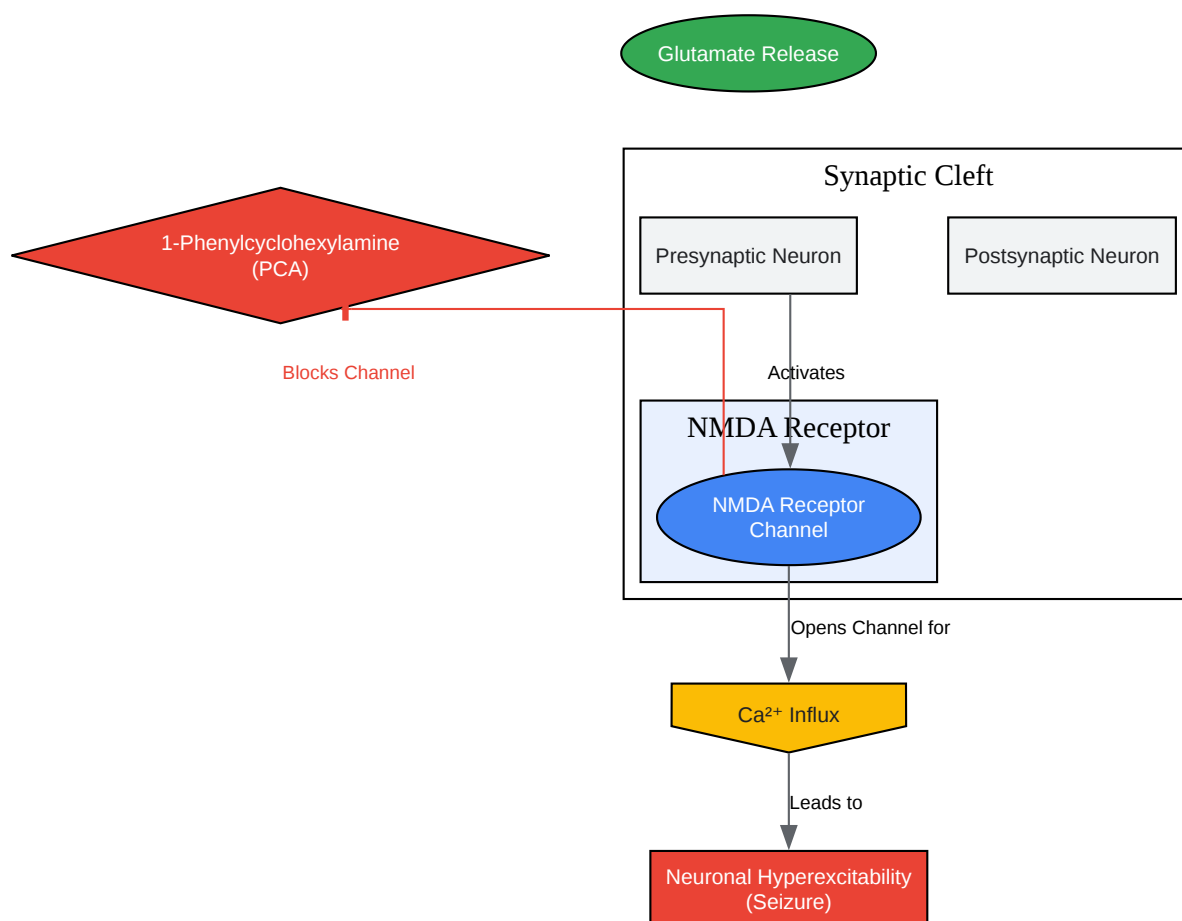 Glutamate Release
Synaptic Cleft
1-Phenylcyclohexylamine
(PCA)
Presynaptic Neuron
Postsynaptic Neuron
Blocks Channel
Activates
NMDA Receptor
NMDA Receptor
Channel
Opens Channel for
Ca²⁺ Influx
Leads to
Neuronal Hyperexcitability
(Seizure)